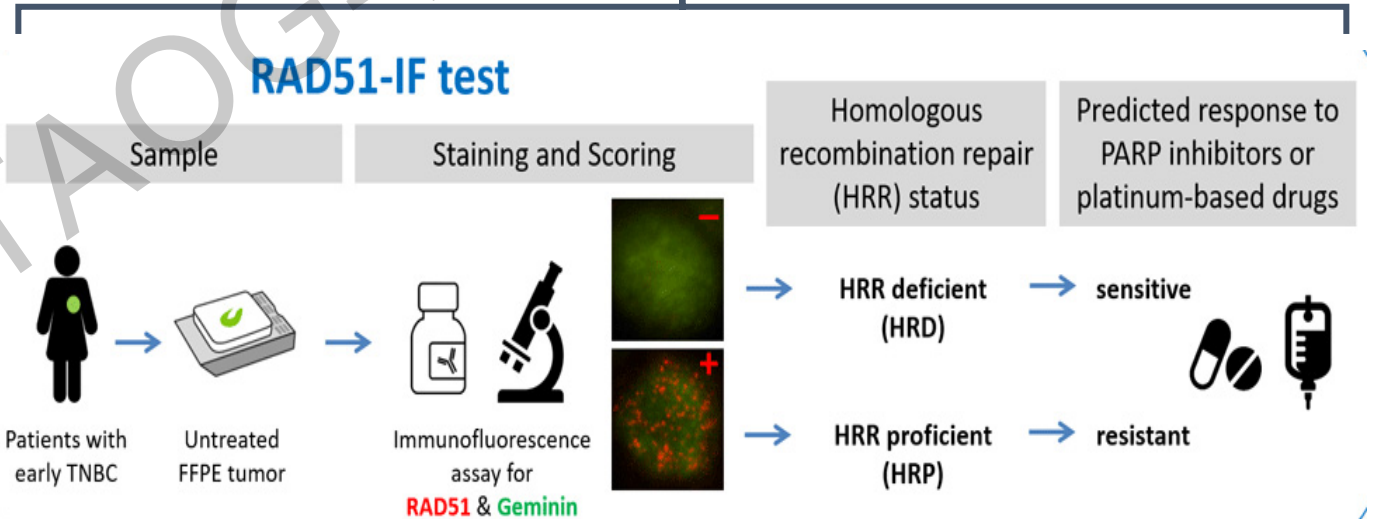 RAD51-IF test
Sample
Staining and Scoring
Homologous
recombination repair
(HRR) status
Predicted response to
PARP inhibitors or
platinum-based drugs
−
+
HRR deficient
(HRD)
sensitive
HRR proficient
(HRP)
resistant
Patients with
early TNBC
Untreated
FFPE tumor
Immunofluorescence
assay for
RAD51 & Geminin
TAOG